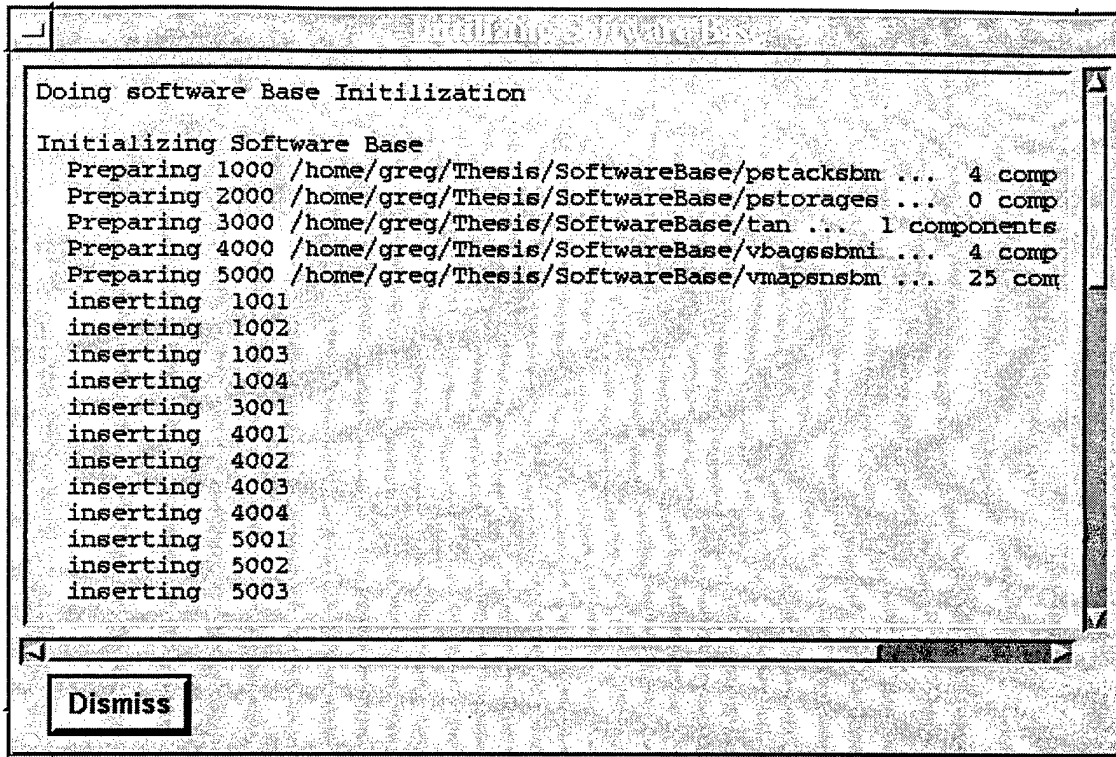 Initilizing Software Base
Doing software Base Initilization
Initializing Software Base
Preparing 1000 /home/greg/Thesis/SoftwareBase/pstacksbm ... 4 comp
Preparing 2000 /home/greg/Thesis/SoftwareBase/pstorages ... 0 comp
Preparing 3000 /home/greg/Thesis/SoftwareBase/tan ... 1 components
Preparing 4000 /home/greg/Thesis/SoftwareBase/vbagssbmi ... 4 comp
Preparing 5000 /home/greg/Thesis/SoftwareBase/vmapsnsbm ... 25 com
inserting 1001
inserting 1002
inserting 1003
inserting 1004
inserting 3001
inserting 4001
inserting 4002
inserting 4003
inserting 4004
inserting 5001
inserting 5002
inserting 5003
Dismiss